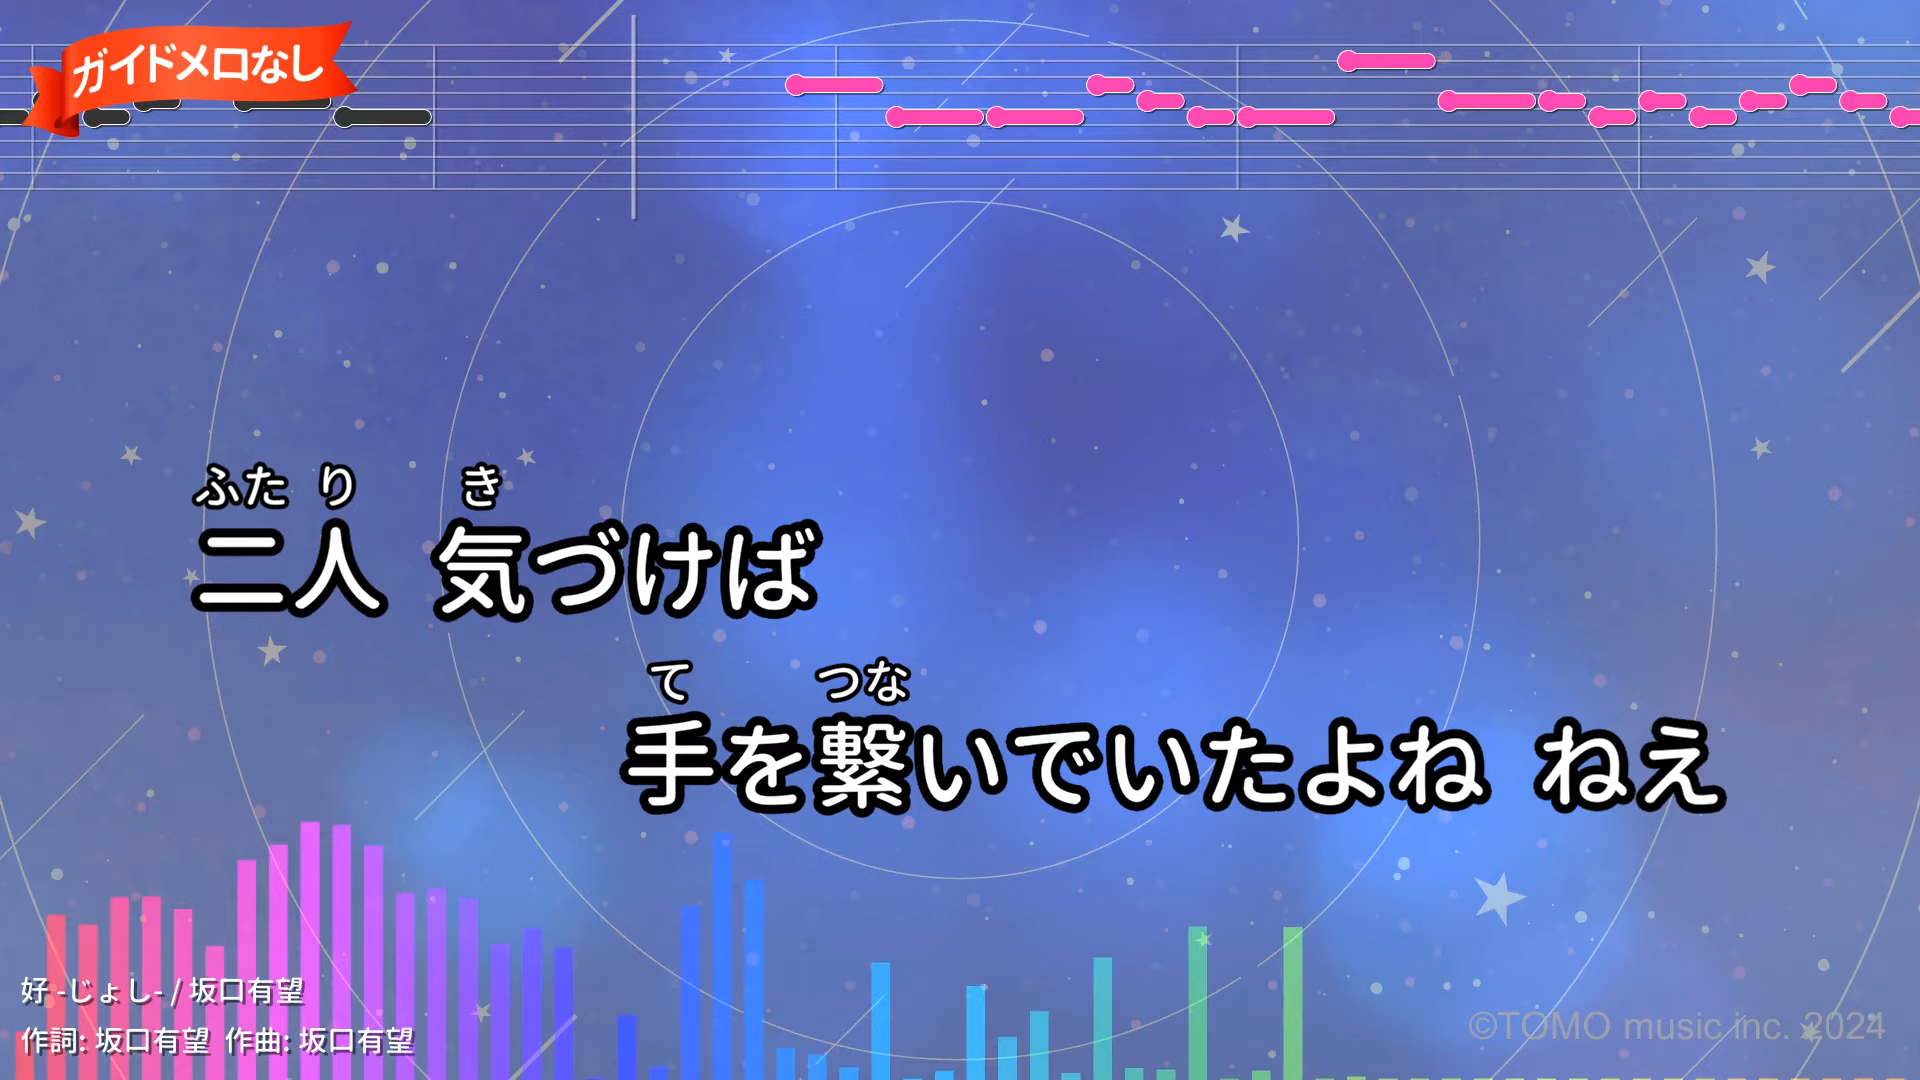 ガイドメロなし
ふたり き
二人 気づけば
て つな
手を繋いでいたよね ねえ
好 -じょし- / 坂口有望
作詞: 坂口有望 作曲: 坂口有望
©TOMO music inc. 2024